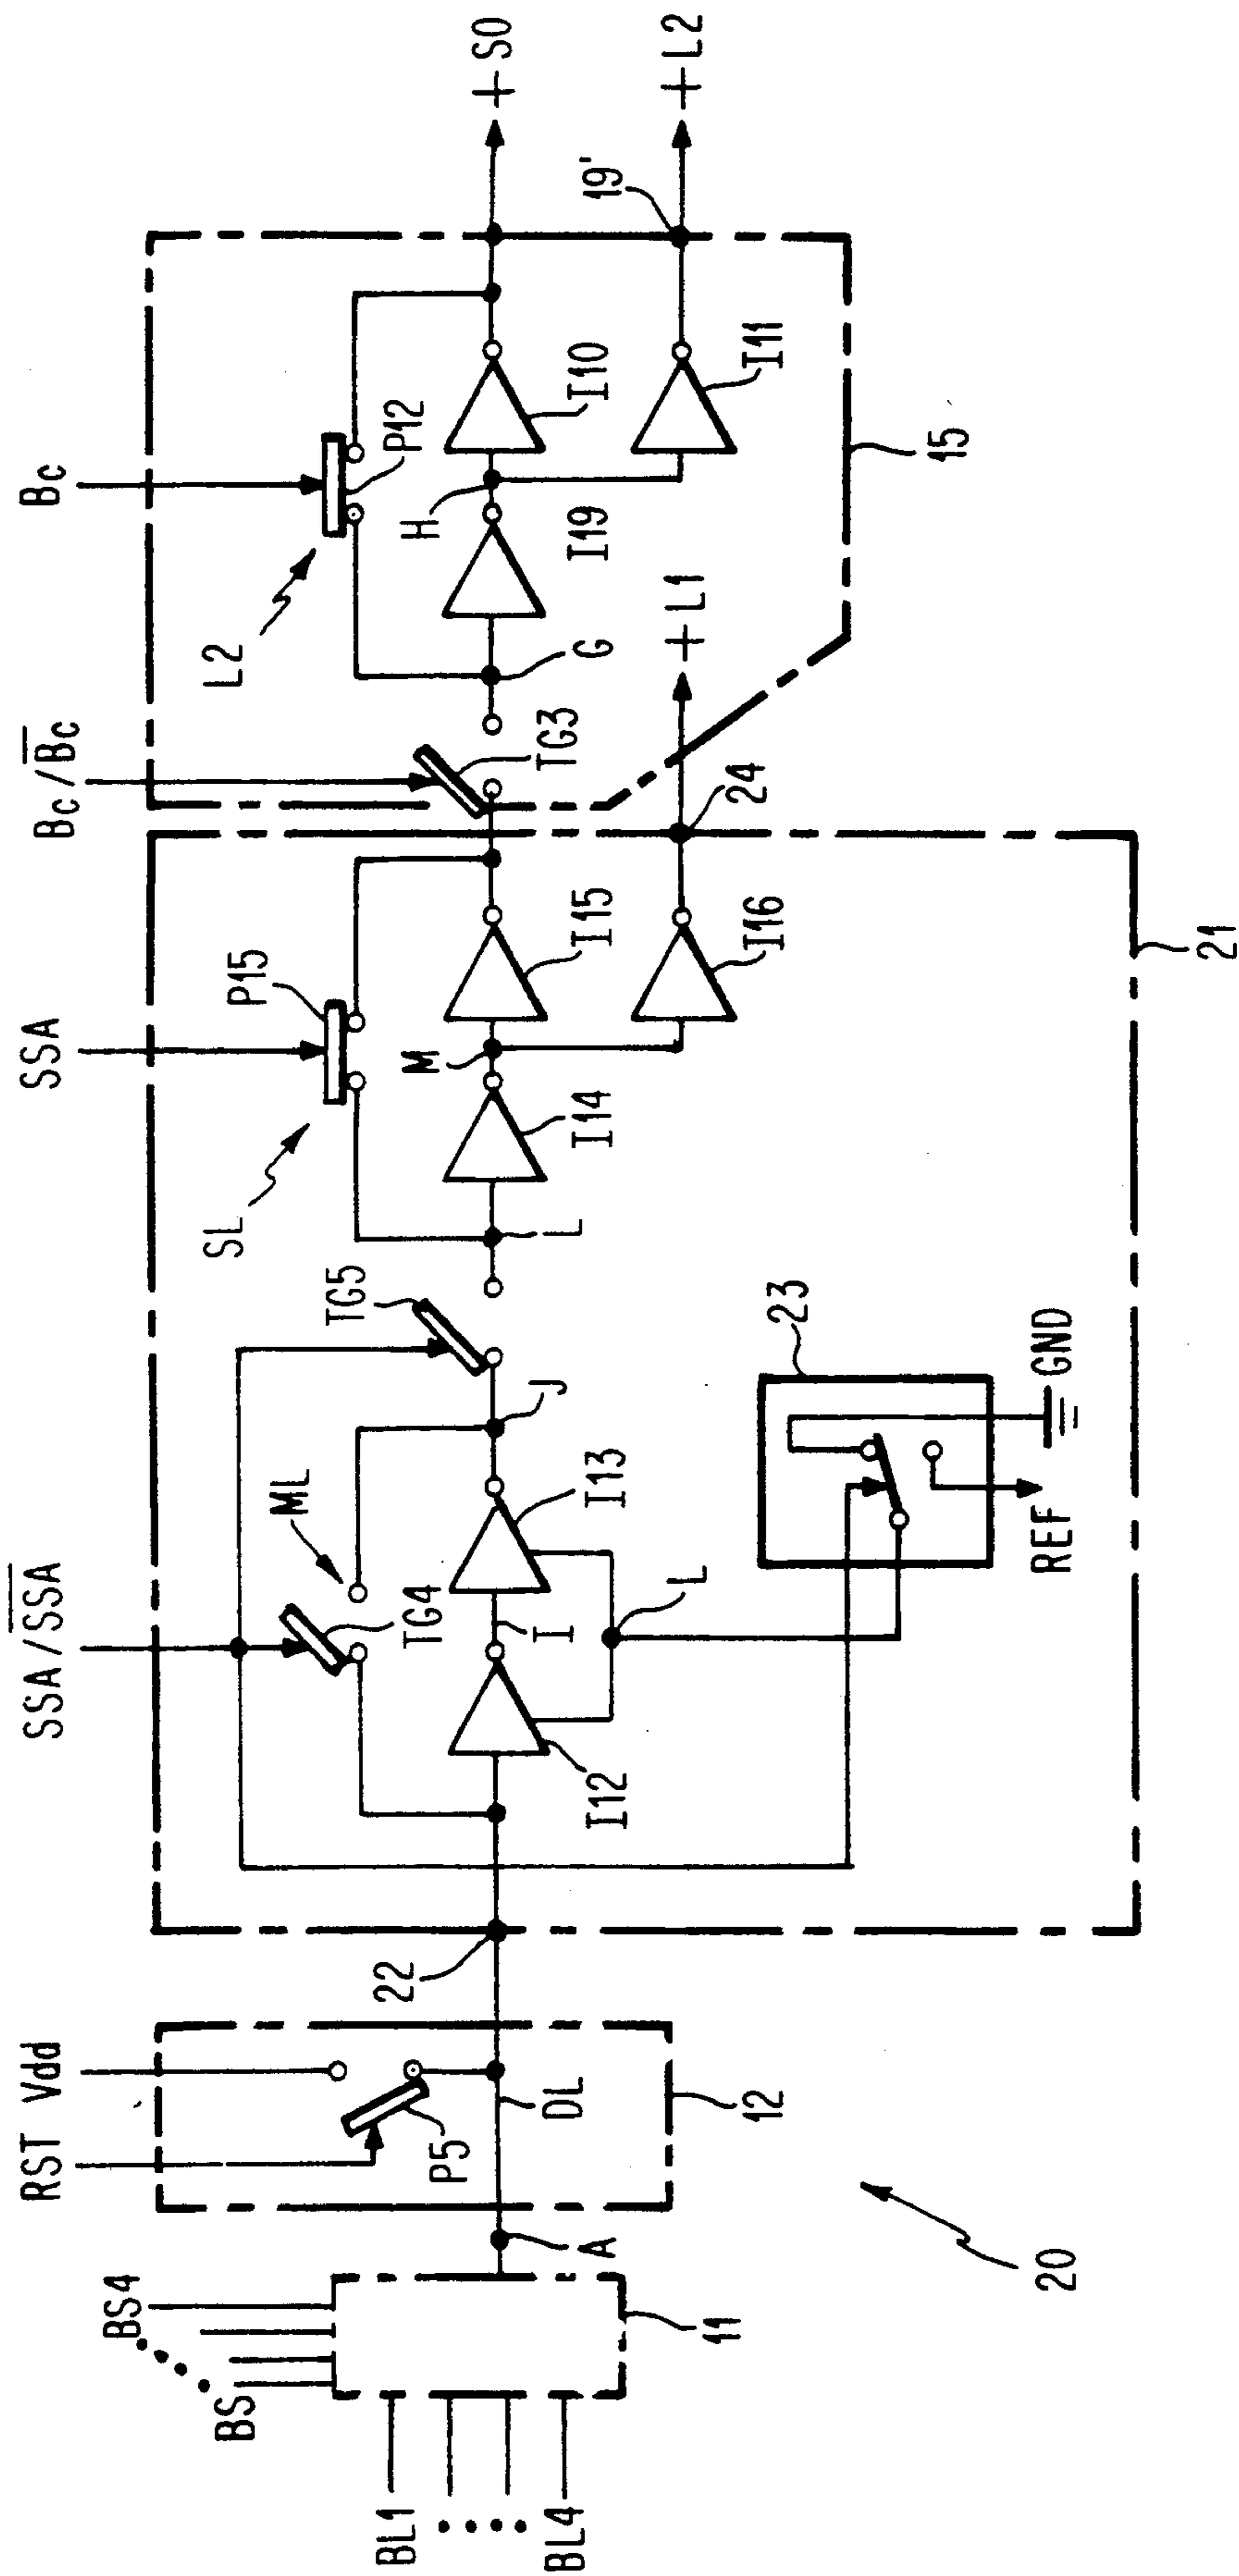 RST
Vdd
SSA/S̅S̅A̅
SSA
Bc/B̅c̅
Bc
BS4
BS
BL1
BL4
11
A
P5
DL
12
22
20
TG4
ML
I12
I
I13
J
L
TG5
23
REF
GND
SL
P15
L
I14
M
I15
I16
24
21
+L1
TG3
L2
P12
G
I19
H
I10
I11
15
19'
+S0
+L2